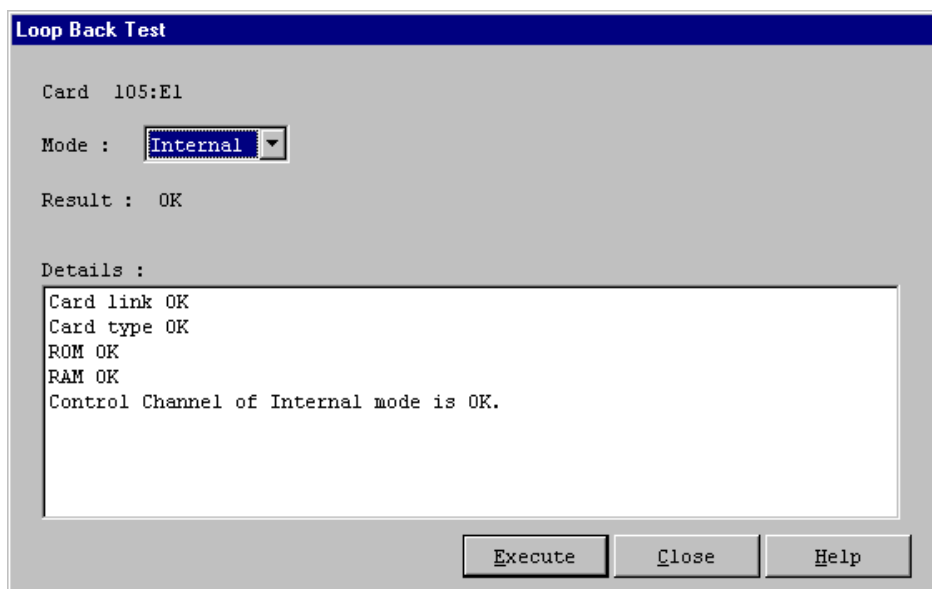 Loop Back Test
Card 105:E1
Mode : Internal
Result : OK
Details :
Card link OK
Card type OK
ROM OK
RAM OK
Control Channel of Internal mode is OK.
Execute Close Help